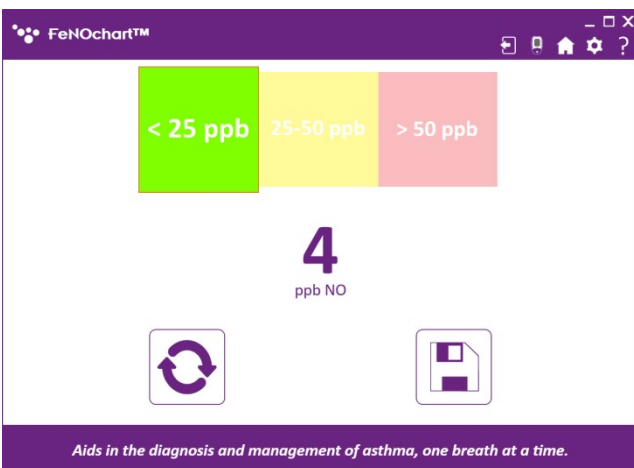 FeNOchart™
?
< 25 ppb 25-50 ppb > 50 ppb
4
ppb NO
Aids in the diagnosis and management of asthma, one breath at a time.